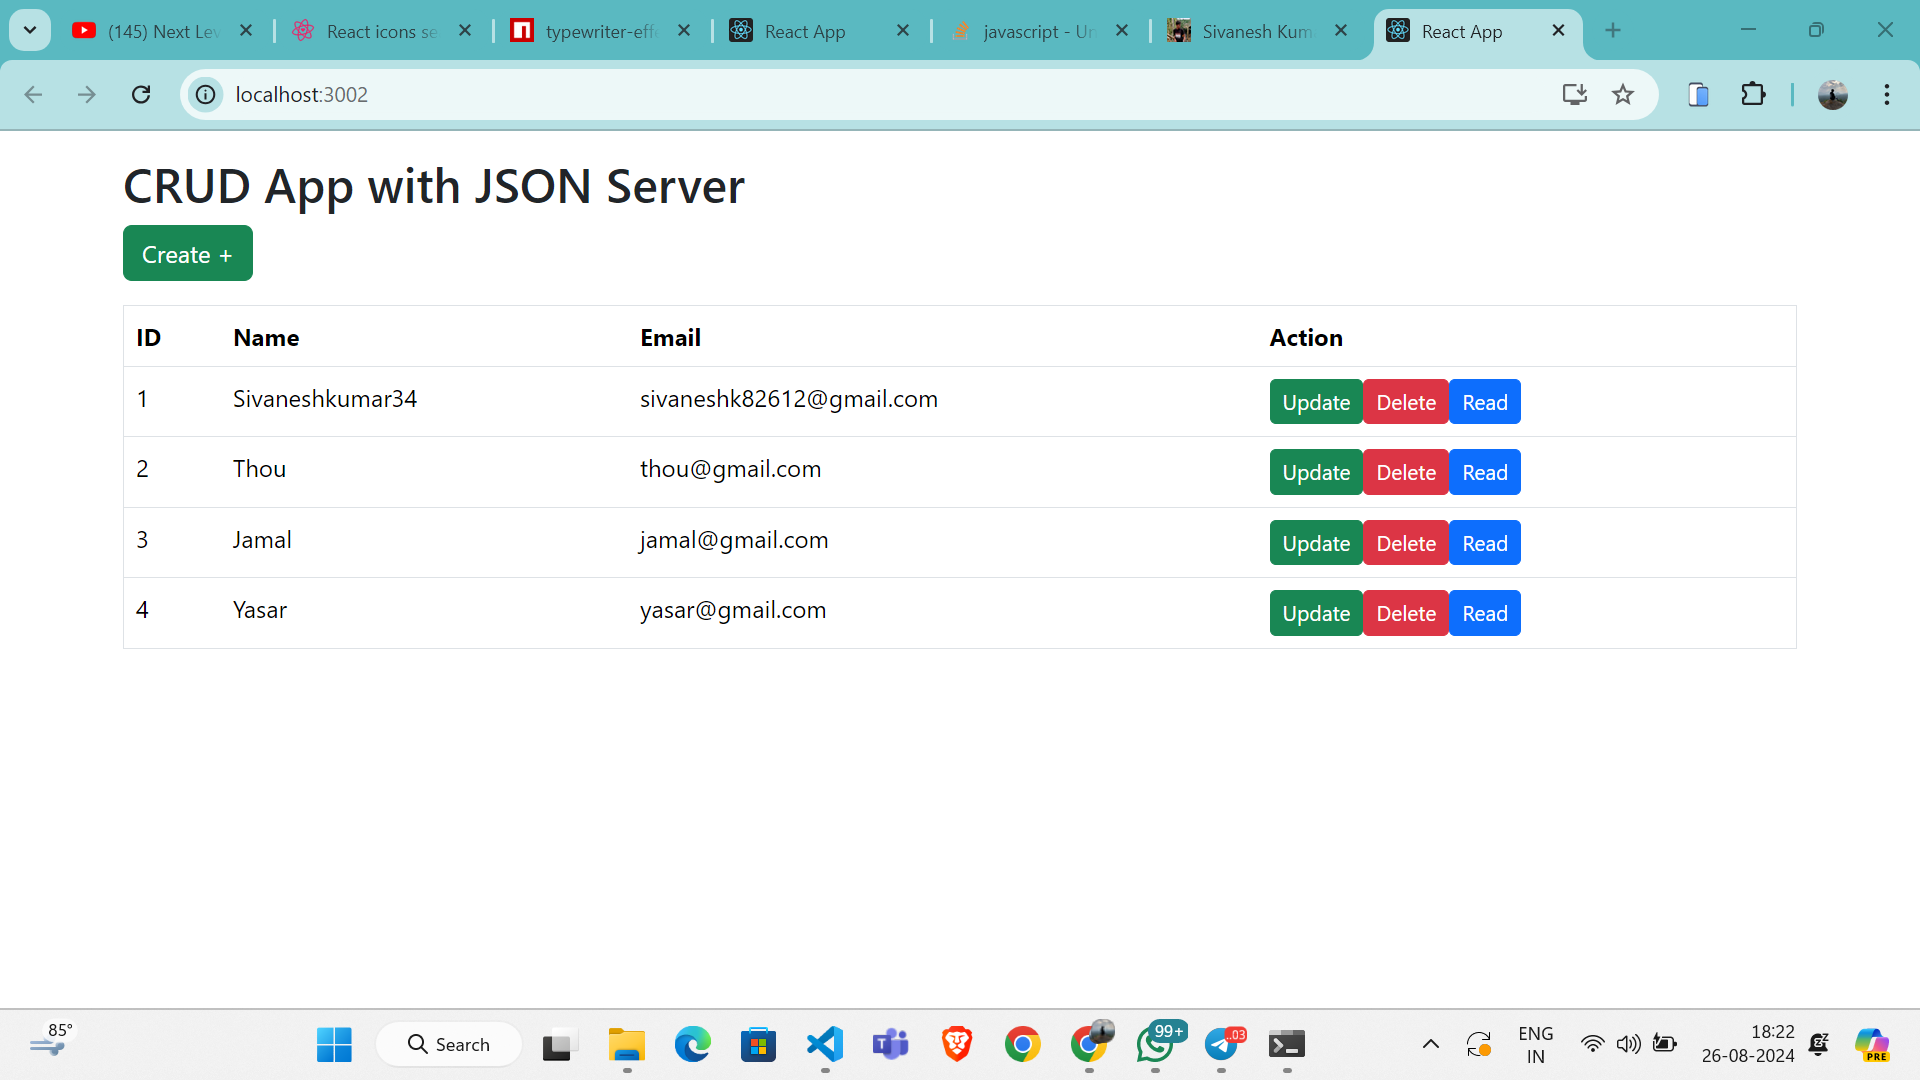 (145) Next Lev
React icons se
typewriter-effe
React App
javascript - Un
Sivanesh Kum
React App
localhost:3002
CRUD App with JSON Server
Create +
ID Name Email Action
1 Sivaneshkumar34 sivaneshk82612@gmail.com Update Delete Read
2 Thou thou@gmail.com Update Delete Read
3 Jamal jamal@gmail.com Update Delete Read
4 Yasar yasar@gmail.com Update Delete Read
85°
Search
99+
..03
ENG
IN
18:22
26-08-2024
PRE